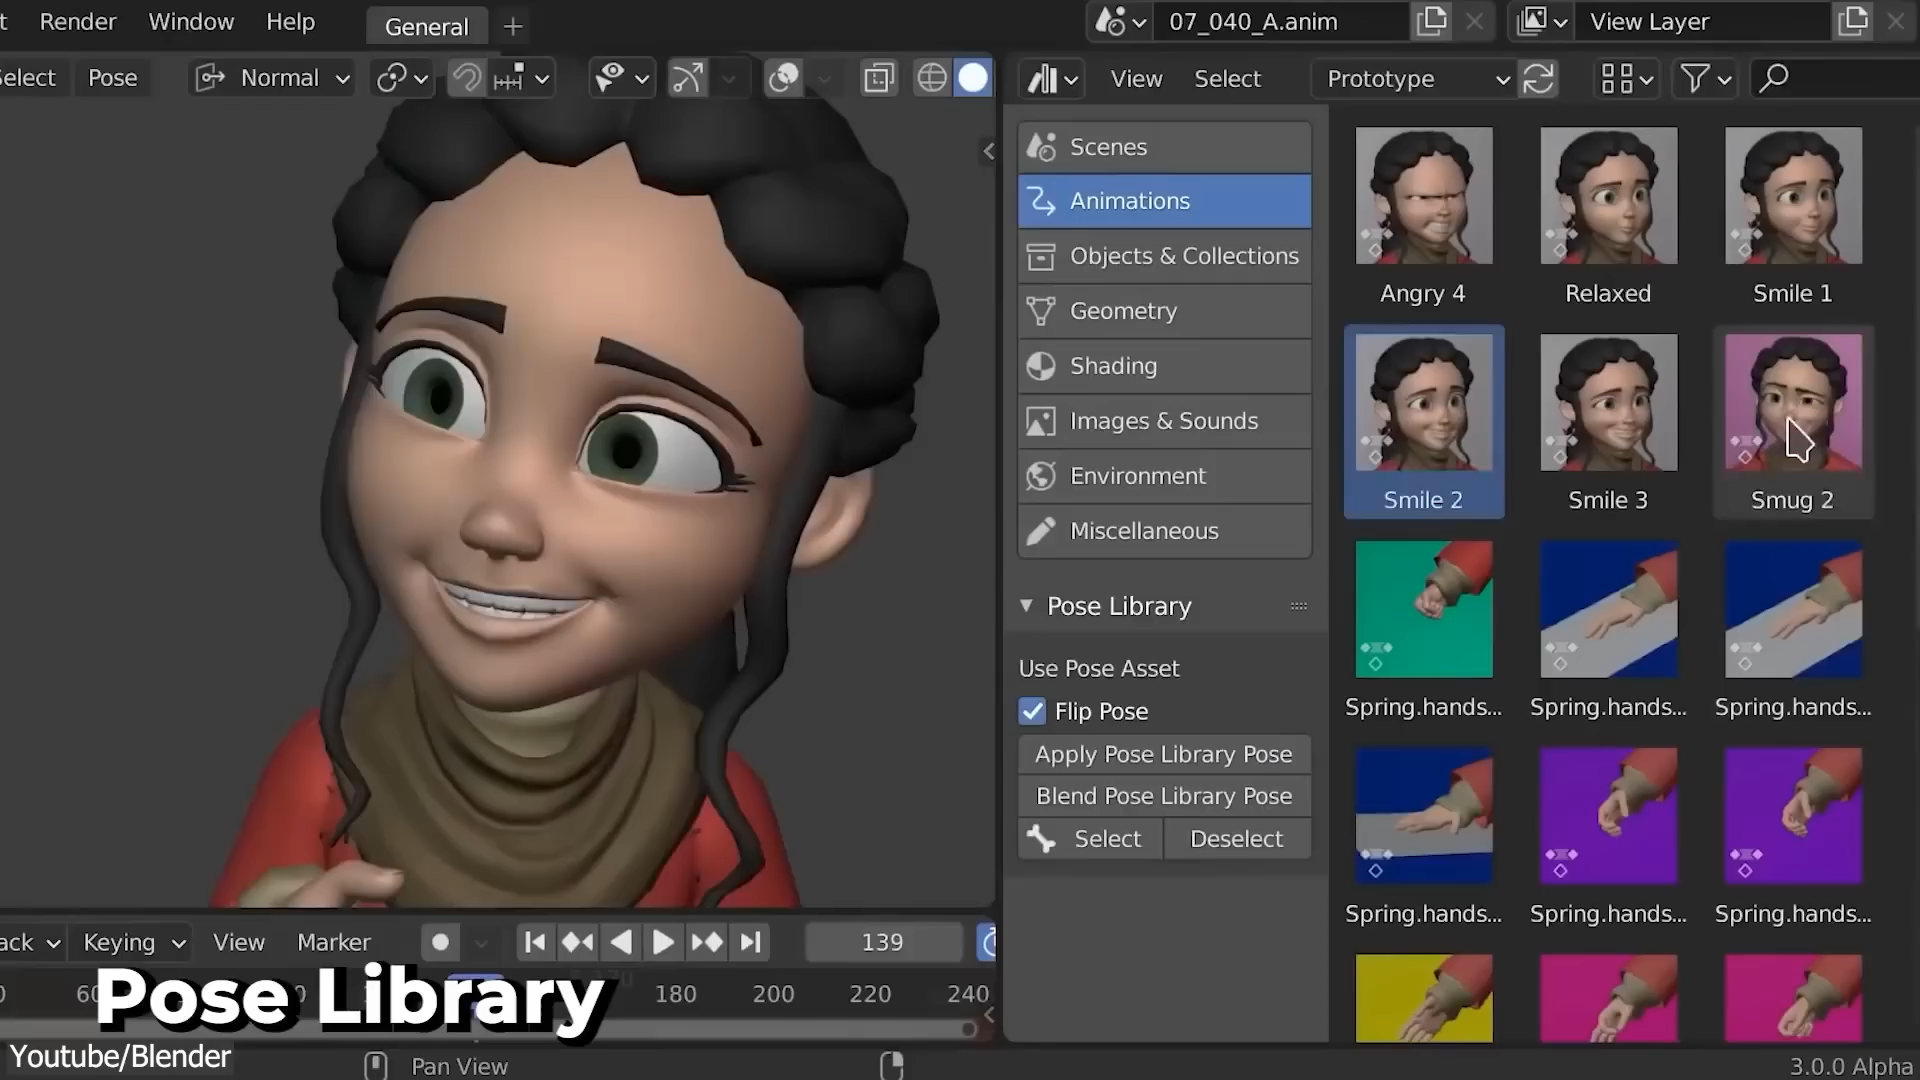 Render Window Help General +
07_040_A.anim View Layer
Select Pose Normal
View Select Prototype
Scenes
Animations
Objects & Collections
Geometry
Shading
Images & Sounds
Environment
Miscellaneous
Pose Library
Use Pose Asset
Flip Pose
Apply Pose Library Pose
Blend Pose Library Pose
Select Deselect
Angry 4 Relaxed Smile 1
Smile 2 Smile 3 Smug 2
Spring.hands... Spring.hands... Spring.hands...
Spring.hands... Spring.hands... Spring.hands...
Keying View Marker 139
180 200 220 240
Pose Library
Youtube/Blender
Pan View
3.0.0 Alpha